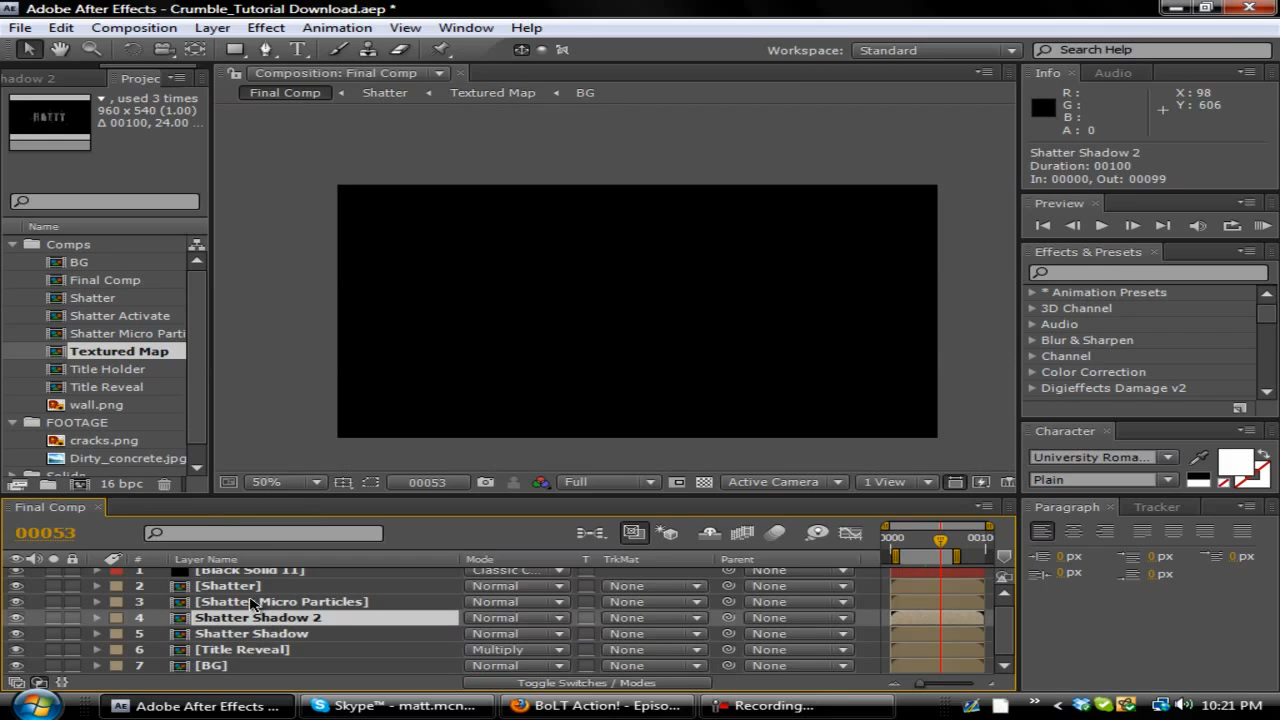 Adobe After Effects - Crumble_Tutorial Download.aep *
File Edit Composition Layer Effect Animation View Window Help
Workspace: Standard Search Help
hadow 2 Projec Composition: Final Comp Info Audio
Final Comp Shatter Textured Map BG
, used 3 times
960 x 540 (1.00)
Δ 00100, 24.00 ...
MATTY
R :
G :
B :
A : 0
X : 98
Y : 606
Shatter Shadow 2
Duration: 00100
In: 00000, Out: 00099
Preview
Name
Comps
BG
Final Comp
Shatter
Shatter Activate
Shatter Micro Parti
Textured Map
Title Holder
Title Reveal
wall.png
FOOTAGE
cracks.png
Dirty_concrete.jpg
Solids
16 bpc
Effects & Presets
* Animation Presets
3D Channel
Audio
Blur & Sharpen
Channel
Color Correction
Digieffects Damage v2
Character
University Roma...
Plain
50% 00053 Full Active Camera 1 View
Final Comp
00053
0000 0010
# Layer Name Mode T TrkMat Parent
1 [Black Solid 11] Classic C... None
2 [Shatter] Normal None None
3 [Shatter Micro Particles] Normal None None
4 Shatter Shadow 2 Normal None None
5 Shatter Shadow Normal None None
6 [Title Reveal] Multiply None None
7 [BG] Normal None None
Toggle Switches / Modes
Paragraph Tracker
0 px 0 px 0 px
0 px 0 px
Ae Adobe After Effects ... Skype™ - matt.mcn... BoLT Action! - Episo... Recording... 10:21 PM